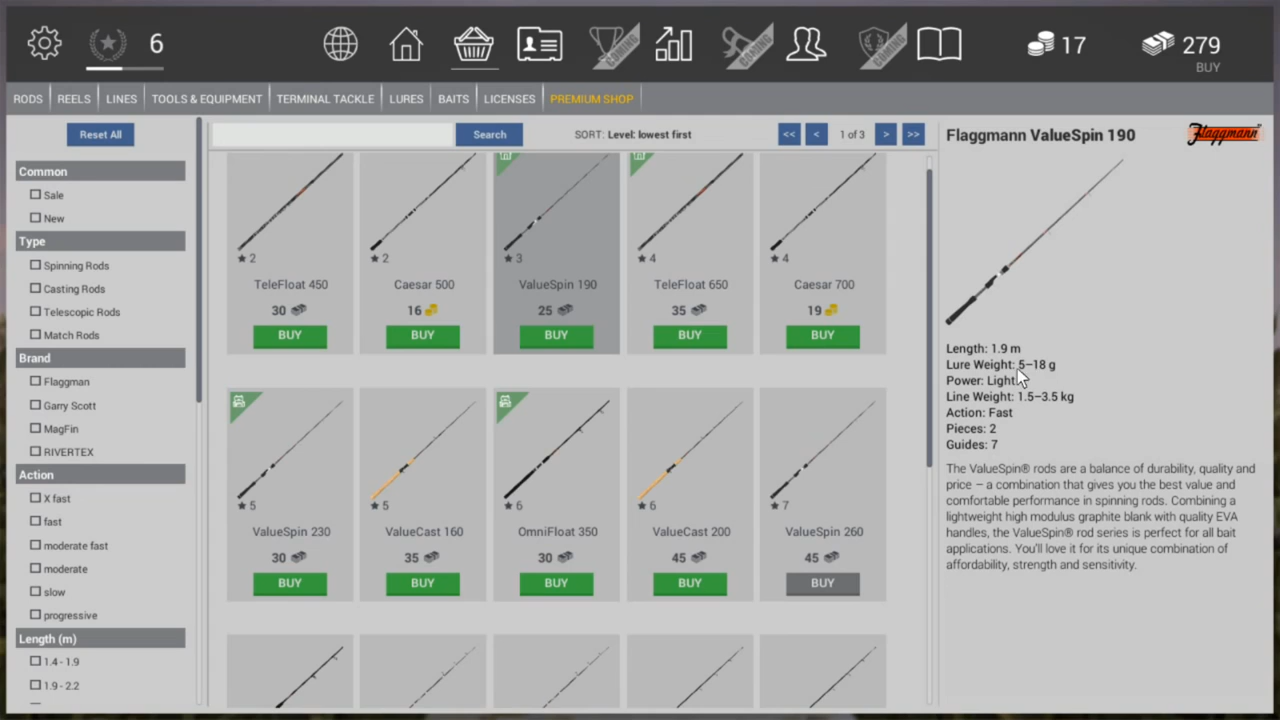 6
COMING
COMING
COMING
17
279
BUY
RODS
REELS
LINES
TOOLS & EQUIPMENT
TERMINAL TACKLE
LURES
BAITS
LICENSES
PREMIUM SHOP
Reset All
Search
SORT: Level: lowest first
<<
<
1 of 3
>
>>
Flaggmann ValueSpin 190
Flaggmann
Common
Sale
New
Type
Spinning Rods
Casting Rods
Telescopic Rods
Match Rods
Brand
Flaggman
Garry Scott
MagFin
RIVERTEX
Action
X fast
fast
moderate fast
moderate
slow
progressive
Length (m)
1.4 - 1.9
1.9 - 2.2
2
TeleFloat 450
30
BUY
2
Caesar 500
16
BUY
3
ValueSpin 190
25
BUY
4
TeleFloat 650
35
BUY
4
Caesar 700
19
BUY
5
ValueSpin 230
30
BUY
5
ValueCast 160
35
BUY
6
OmniFloat 350
30
BUY
6
ValueCast 200
45
BUY
7
ValueSpin 260
45
BUY
Length: 1.9 m
Lure Weight: 5–18 g
Power: Light
Line Weight: 1.5–3.5 kg
Action: Fast
Pieces: 2
Guides: 7
The ValueSpin® rods are a balance of durability, quality and
price – a combination that gives you the best value and
comfortable performance in spinning rods. Combining a
lightweight high modulus graphite blank with quality EVA
handles, the ValueSpin® rod series is perfect for all bait
applications. You'll love it for its unique combination of
affordability, strength and sensitivity.